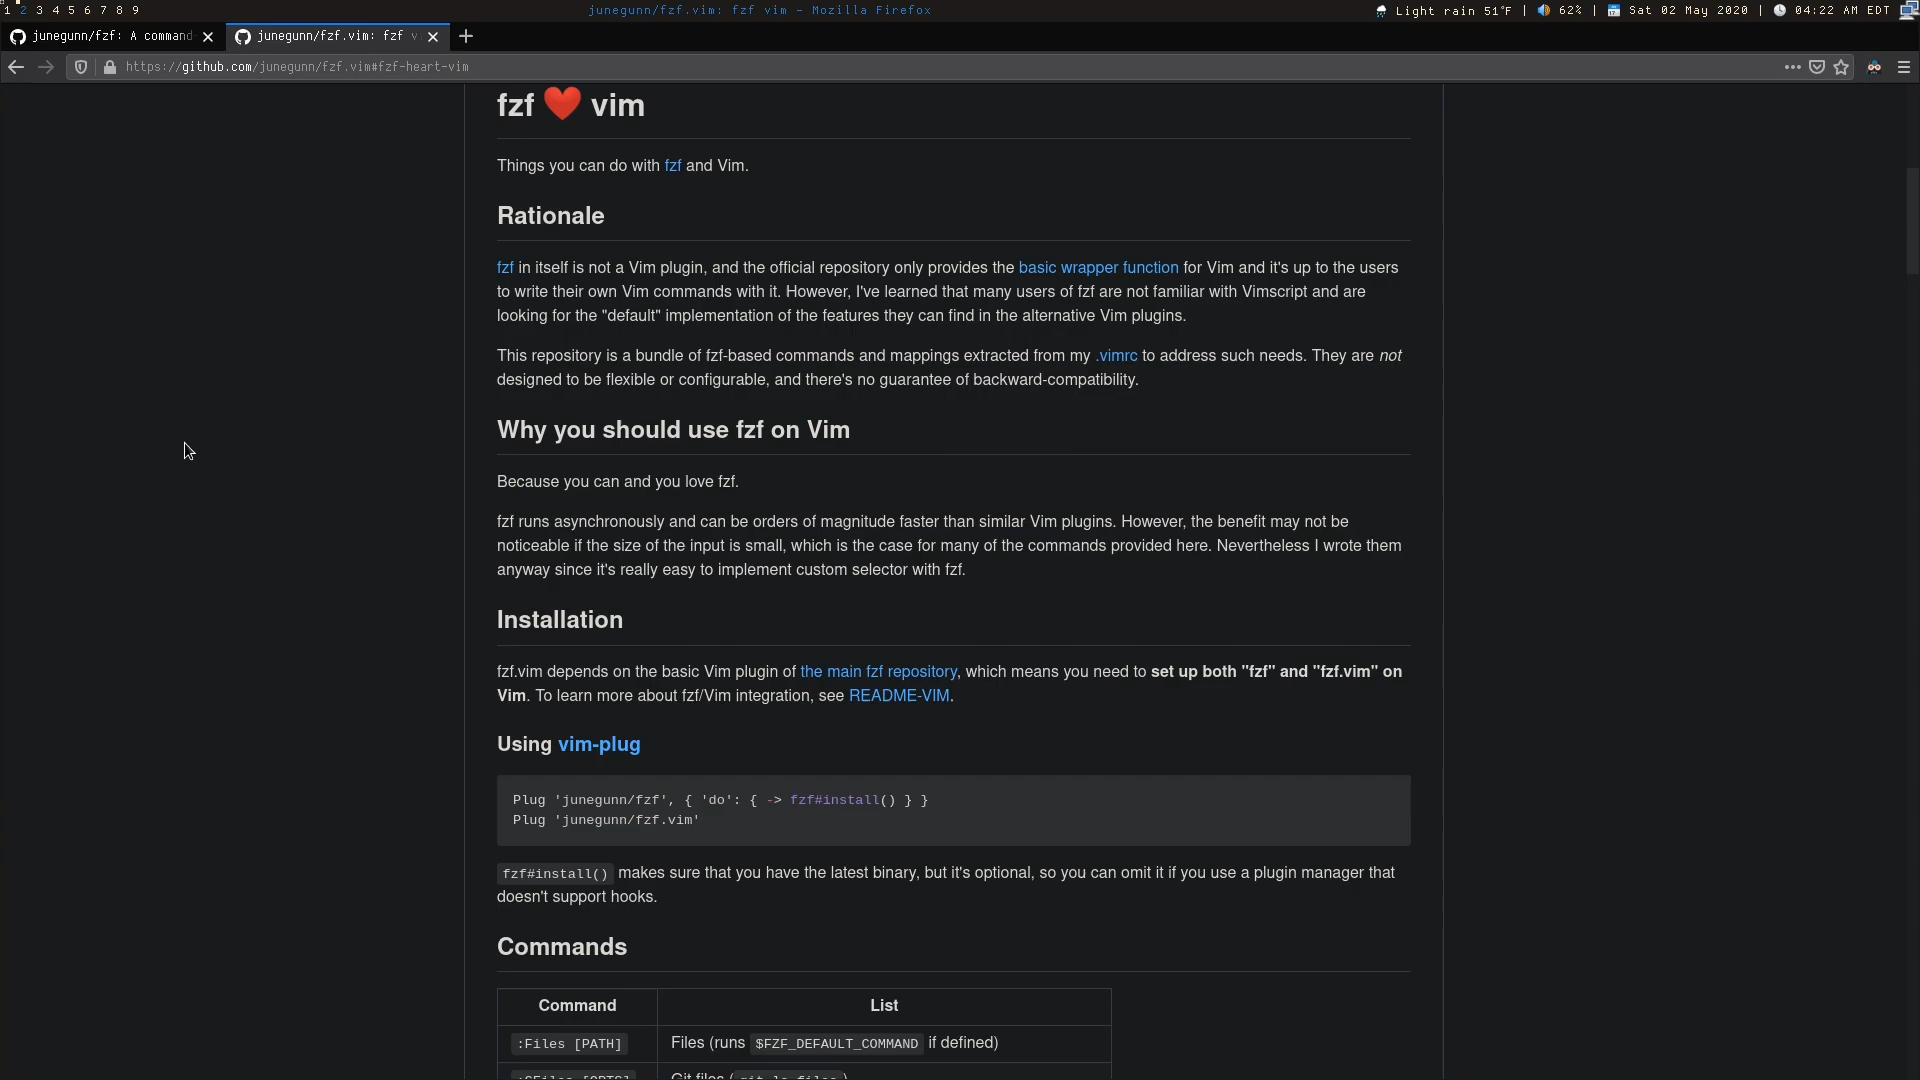 1 2 3 4 5 6 7 8 9
junegunn/fzf.vim: fzf vim - Mozilla Firefox
Light rain 51°F | 62% | Sat 02 May 2020 | 04:22 AM EDT
junegunn/fzf: A command
junegunn/fzf.vim: fzf v
https://github.com/junegunn/fzf.vim#fzf-heart-vim
fzf ❤️ vim
Things you can do with fzf and Vim.
Rationale
fzf in itself is not a Vim plugin, and the official repository only provides the basic wrapper function for Vim and it's up to the users
to write their own Vim commands with it. However, I've learned that many users of fzf are not familiar with Vimscript and are
looking for the "default" implementation of the features they can find in the alternative Vim plugins.
This repository is a bundle of fzf-based commands and mappings extracted from my .vimrc to address such needs. They are not
designed to be flexible or configurable, and there's no guarantee of backward-compatibility.
Why you should use fzf on Vim
Because you can and you love fzf.
fzf runs asynchronously and can be orders of magnitude faster than similar Vim plugins. However, the benefit may not be
noticeable if the size of the input is small, which is the case for many of the commands provided here. Nevertheless I wrote them
anyway since it's really easy to implement custom selector with fzf.
Installation
fzf.vim depends on the basic Vim plugin of the main fzf repository, which means you need to set up both "fzf" and "fzf.vim" on
Vim. To learn more about fzf/Vim integration, see README-VIM.
Using vim-plug
Plug 'junegunn/fzf', { 'do': { -> fzf#install() } }
Plug 'junegunn/fzf.vim'
fzf#install() makes sure that you have the latest binary, but it's optional, so you can omit it if you use a plugin manager that
doesn't support hooks.
Commands
Command List
:Files [PATH] Files (runs $FZF_DEFAULT_COMMAND if defined)
:GFiles [OPTS] Git files (git ls-files)